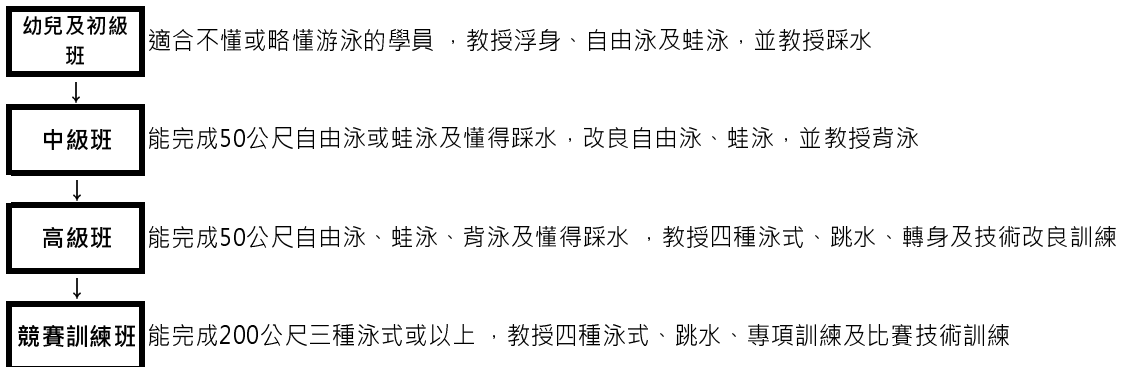 幼兒及初級
班
適合不懂或略懂游泳的學員 ，教授浮身、自由泳及蛙泳，並教授踩水
↓
中級班 能完成50公尺自由泳或蛙泳及懂得踩水，改良自由泳、蛙泳，並教授背泳
↓
高級班 能完成50公尺自由泳、蛙泳、背泳及懂得踩水 ，教授四種泳式、跳水、轉身及技術改良訓練
↓
競賽訓練班 能完成200公尺三種泳式或以上 ，教授四種泳式、跳水、專項訓練及比賽技術訓練